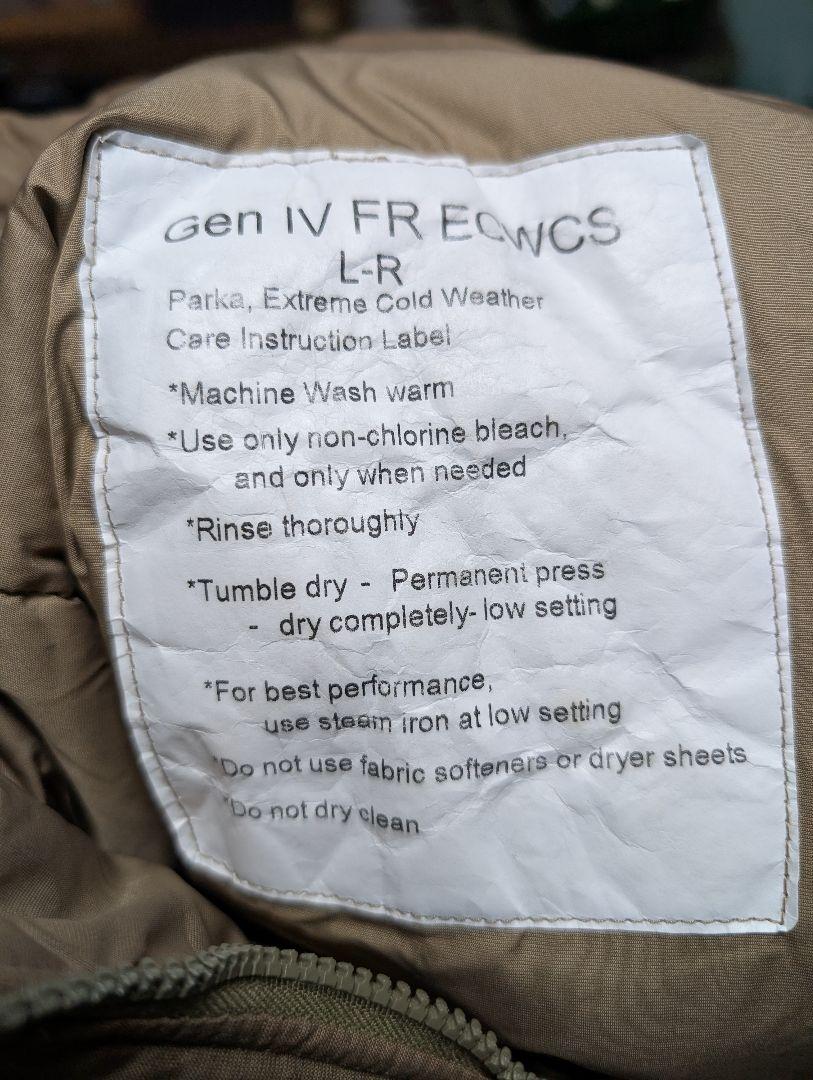 Gen IV FR ECWCS
L-R
Parka, Extreme Cold Weather
Care Instruction Label
*Machine Wash warm
*Use only non-chlorine bleach,
and only when needed
*Rinse thoroughly
*Tumble dry - Permanent press
- dry completely- low setting
*For best performance,
use steam iron at low setting
*Do not use fabric softeners or dryer sheets
*Do not dry clean